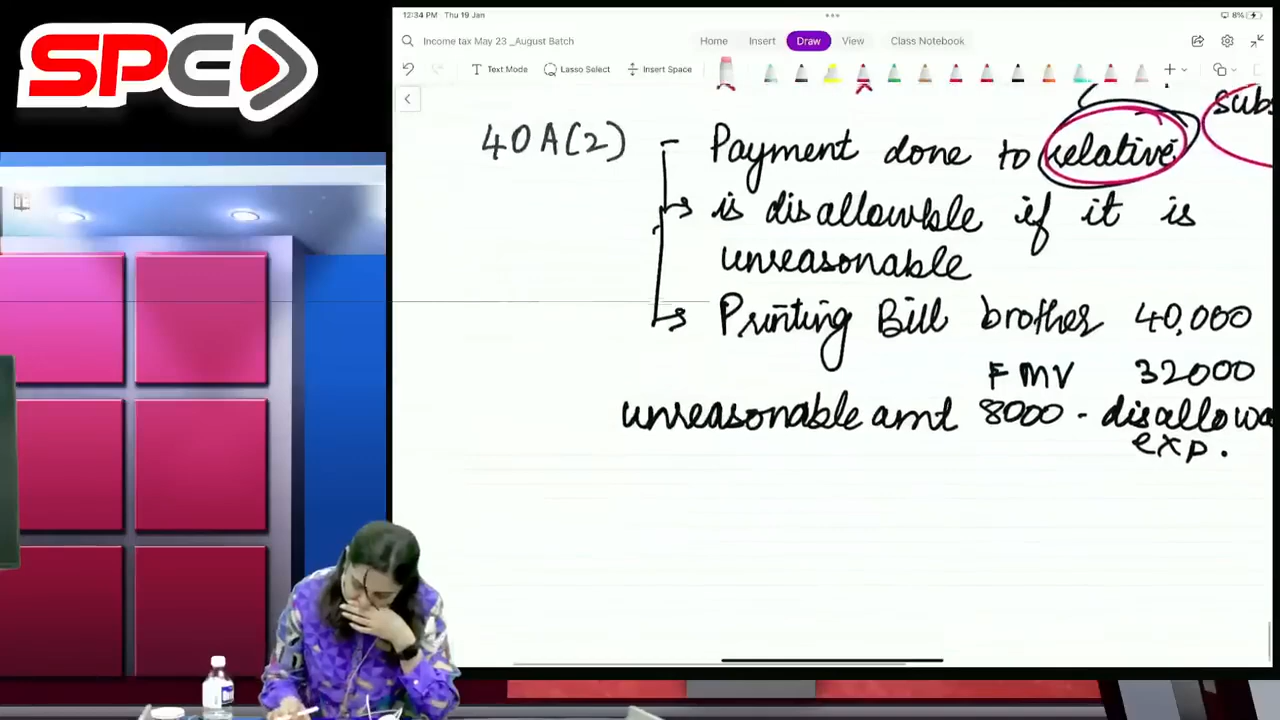 SPC
12:34 PM Thu 19 Jan
8%
Income tax May 23 _August Batch
Home Insert Draw View Class Notebook
Text Mode Lasso Select Insert Space
subs
40A(2) - Payment done to relative
is disallowble if it is
unreasonable
Printing Bill brother 40,000
FMV 32000
unreasonable amt 8000 - disallowa
exp.